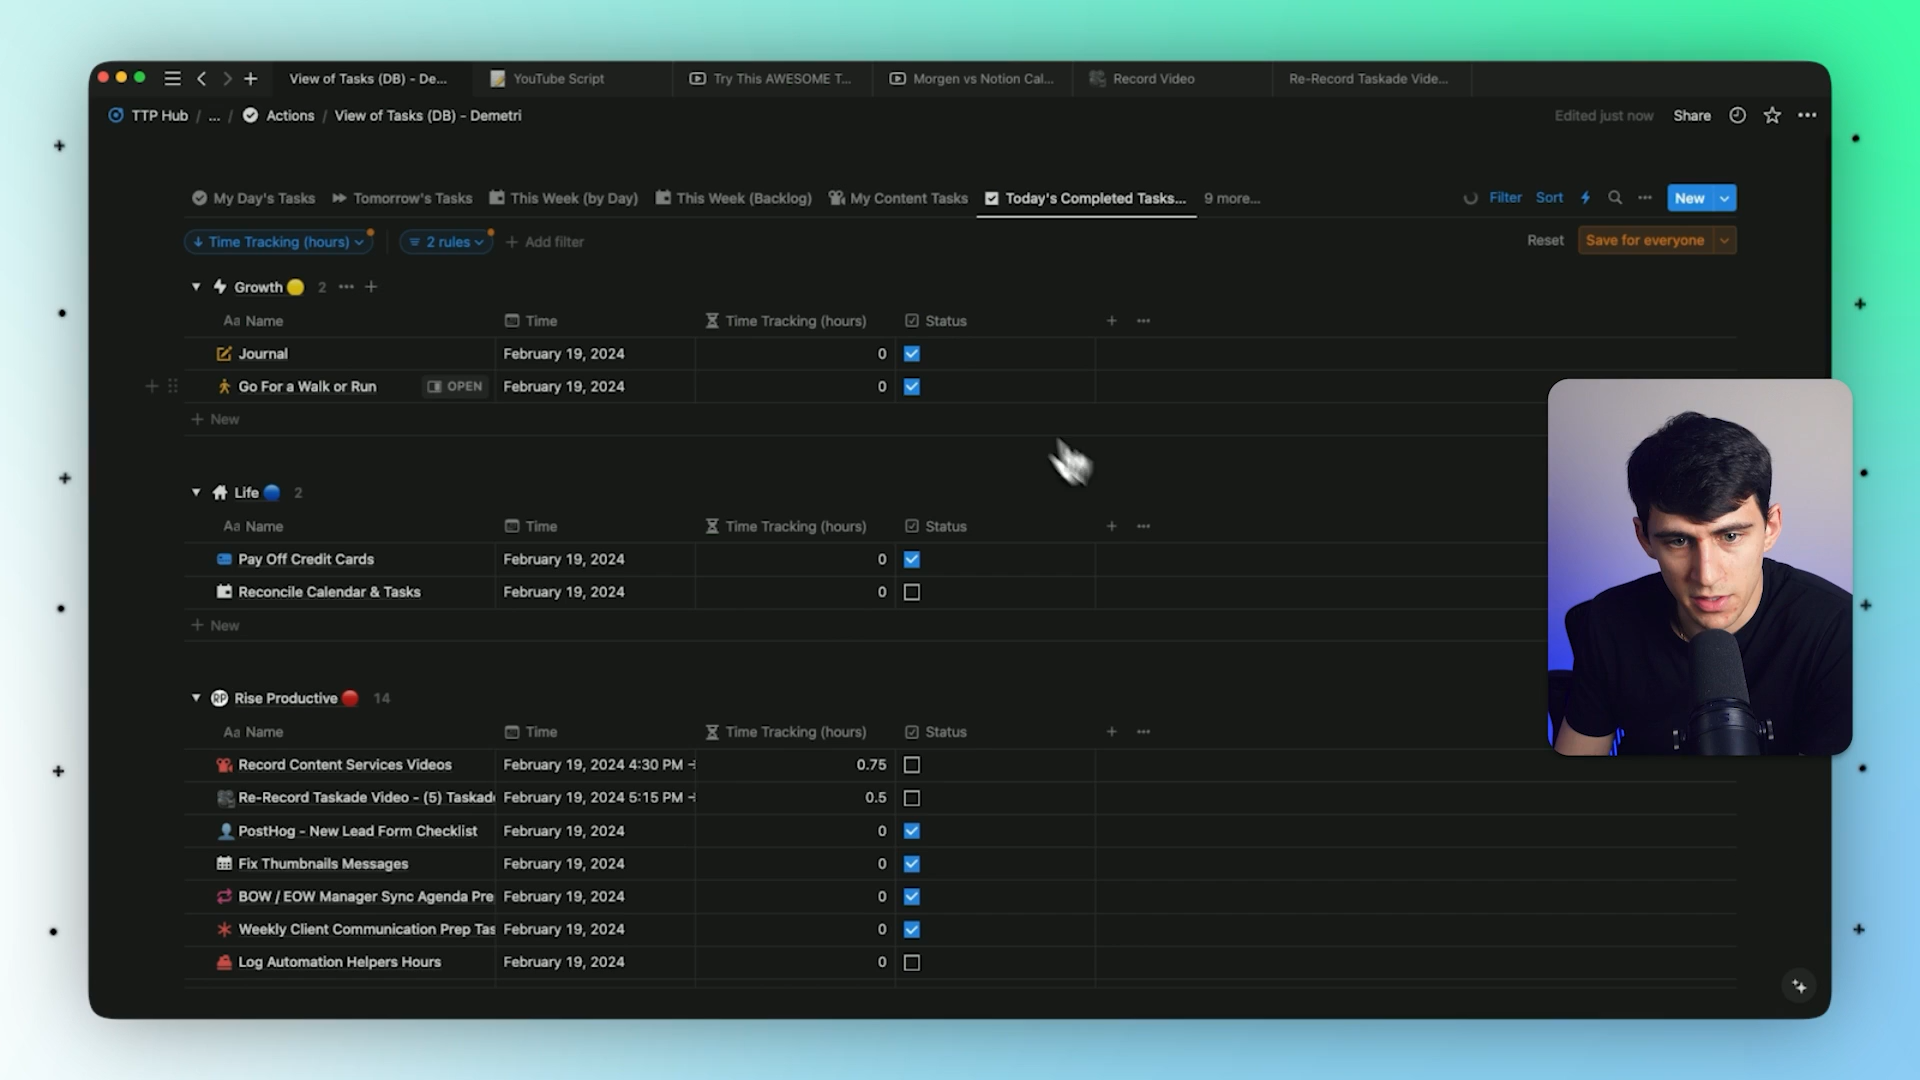 View of Tasks (DB) - De... YouTube Script Try This AWESOME T... Morgen vs Notion Cal... Record Video Re-Record Taskade Vide...
TTP Hub / ... / Actions / View of Tasks (DB) - Demetri Edited just now Share
My Day's Tasks Tomorrow's Tasks This Week (by Day) This Week (Backlog) My Content Tasks Today's Completed Tasks... 9 more... Filter Sort New
Time Tracking (hours) 2 rules Add filter Reset Save for everyone
Growth 2
Aa Name Time Time Tracking (hours) Status
Journal February 19, 2024 0
Go For a Walk or Run OPEN February 19, 2024 0
New
Life 2
Aa Name Time Time Tracking (hours) Status
Pay Off Credit Cards February 19, 2024 0
Reconcile Calendar & Tasks February 19, 2024 0
New
RP Rise Productive 14
Aa Name Time Time Tracking (hours) Status
Record Content Services Videos February 19, 2024 4:30 PM 0.75
Re-Record Taskade Video - (5) Taskade February 19, 2024 5:15 PM 0.5
PostHog - New Lead Form Checklist February 19, 2024 0
Fix Thumbnails Messages February 19, 2024 0
BOW / EOW Manager Sync Agenda Pre February 19, 2024 0
Weekly Client Communication Prep Tas February 19, 2024 0
Log Automation Helpers Hours February 19, 2024 0